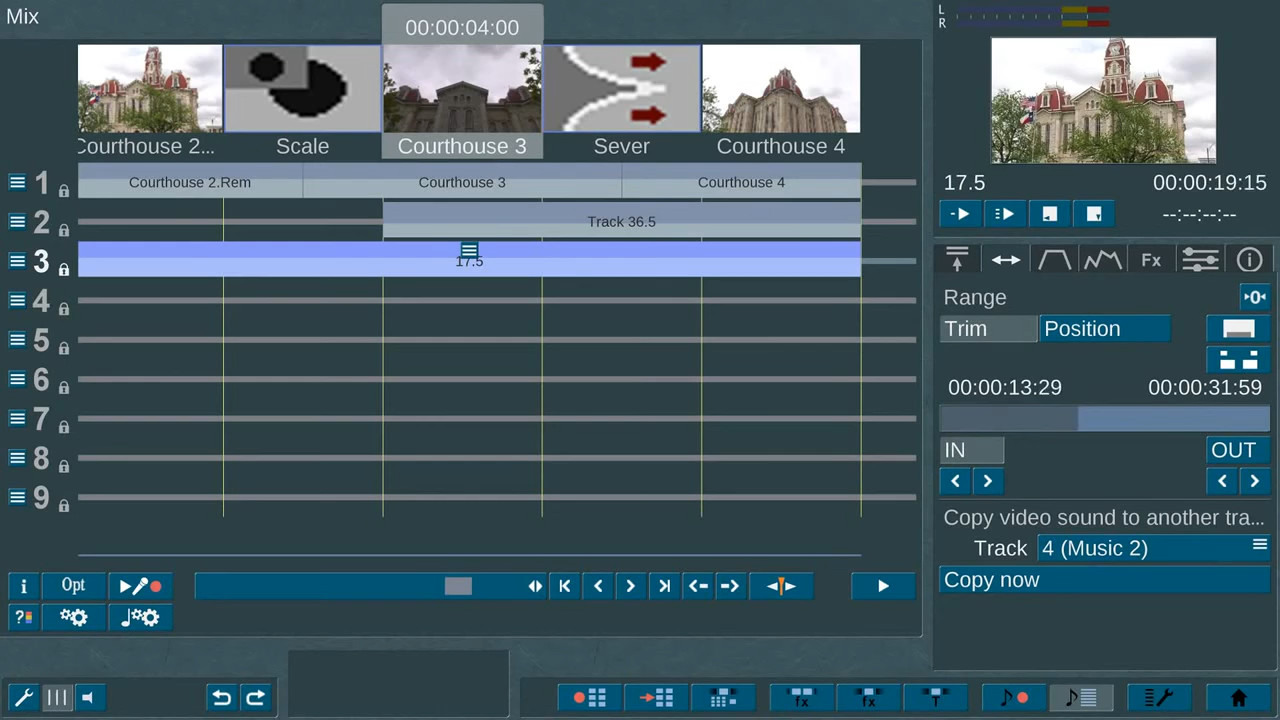 Mix
00:00:04:00
Courthouse 2...
Scale
Courthouse 3
Sever
Courthouse 4
1 Courthouse 2.Rem Courthouse 3 Courthouse 4
2 Track 36.5
3 17.5
4
5
6
7
8
9
i Opt
?
L
R
17.5 00:00:19:15
--:--:--:--
Fx
Range
0
Trim Position
00:00:13:29 00:00:31:59
IN OUT
Copy video sound to another tra...
Track 4 (Music 2)
Copy now
fx fx T